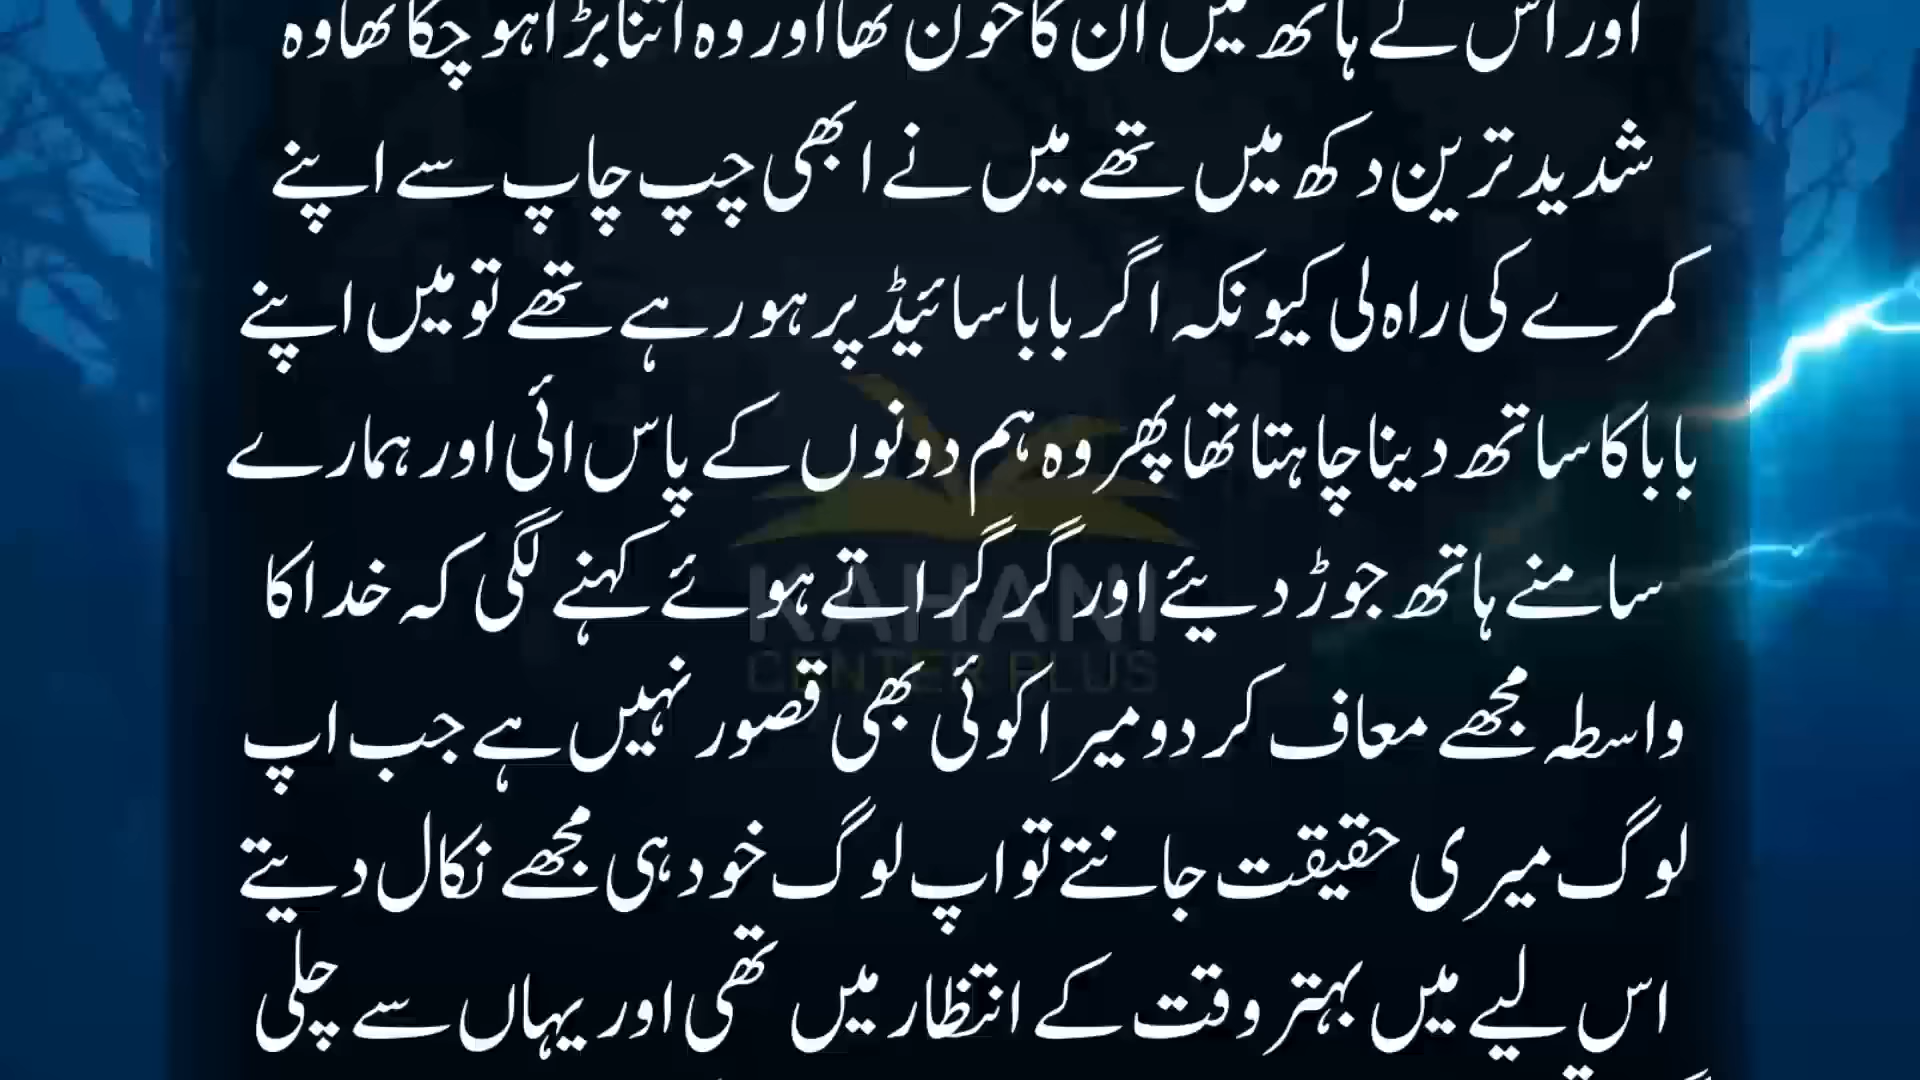 اور اس کے ہاتھ میں ان کا خون تھا اور وہ اتنا بڑا ہو چکا تھا وہ
شدید ترین دکھ میں تھے میں نے ابھی چپ چاپ سے اپنے
کمرے کی راہ لی کیونکہ اگر بابا سائیڈ پر ہو رہے تھے تو میں اپنے
بابا کا ساتھ دینا چاہتا تھا پھر وہ ہم دونوں کے پاس ائی اور ہمارے
سامنے ہاتھ جوڑ دیئے اور گر گراتے ہوئے کہنے لگی کہ خدا کا
واسطہ مجھے معاف کر دو میرا کوئی بھی قصور نہیں ہے جب اپ
لوگ میری حقیقت جانتے تو اپ لوگ خود ہی مجھے نکال دیتے
اس لیے میں بہتر وقت کے انتظار میں تھی اور یہاں سے چلی
KAHANI
CENTER PLUS